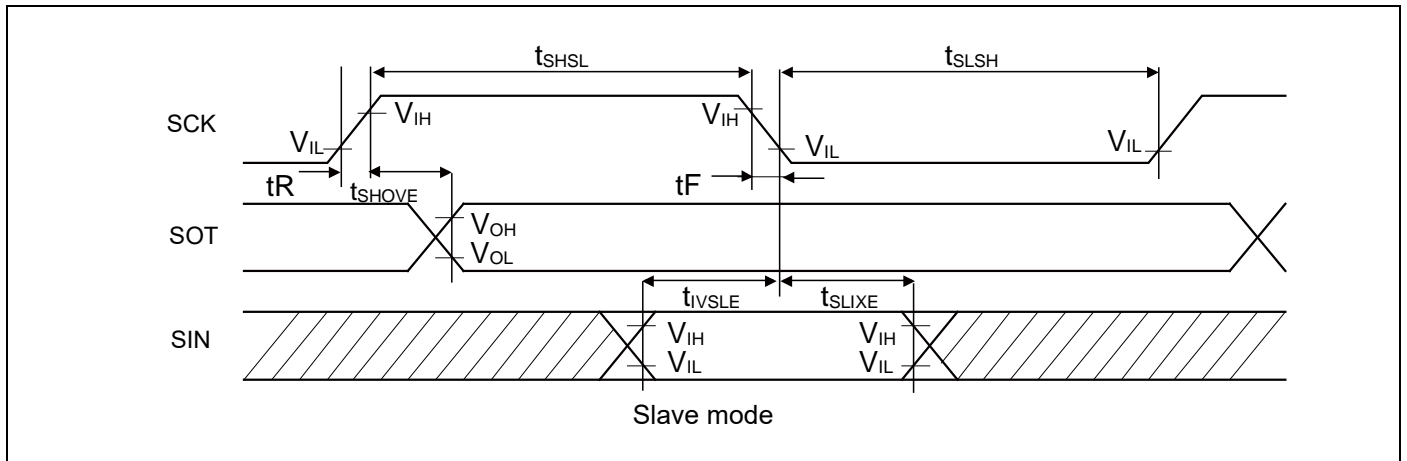 tSHSL tSLSH
SCK VIH VIH
VIL VIL VIL
tR tSHOVE tF
SOT VOH
VOL
tIVSLE tSLIXE
SIN VIH VIH
VIL VIL
Slave mode